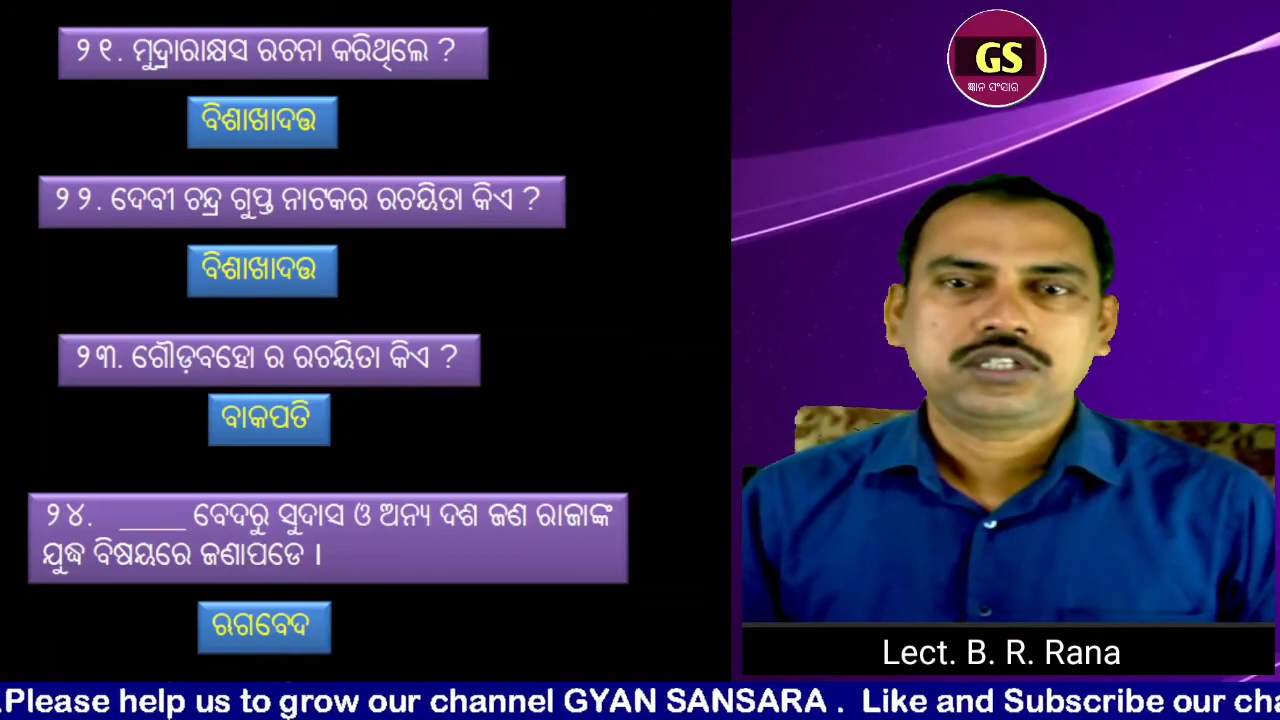 ୨୧. ମୁଦ୍ରାରାକ୍ଷସ ରଚନା କରିଥିଲେ ?
ବିଶାଖାଦତ୍ତ
୨୨. ଦେବୀ ଚନ୍ଦ୍ର ଗୁପ୍ତ ନାଟକର ରଚୟିତା କିଏ ?
ବିଶାଖାଦତ୍ତ
୨୩. ଗୌଡ଼ବହୋ ର ରଚୟିତା କିଏ ?
ବାକପତି
୨୪. ____ ବେଦରୁ ସୁଦାସ ଓ ଅନ୍ୟ ଦଶ ଜଣ ରାଜାଙ୍କ
ଯୁଦ୍ଧ ବିଷୟରେ ଜଣାପଡେ ।
ଋଗବେଦ
GS
ଜ୍ଞାନ ସଂସାର
Lect. B. R. Rana
.Please help us to grow our channel GYAN SANSARA . Like and Subscribe our cha